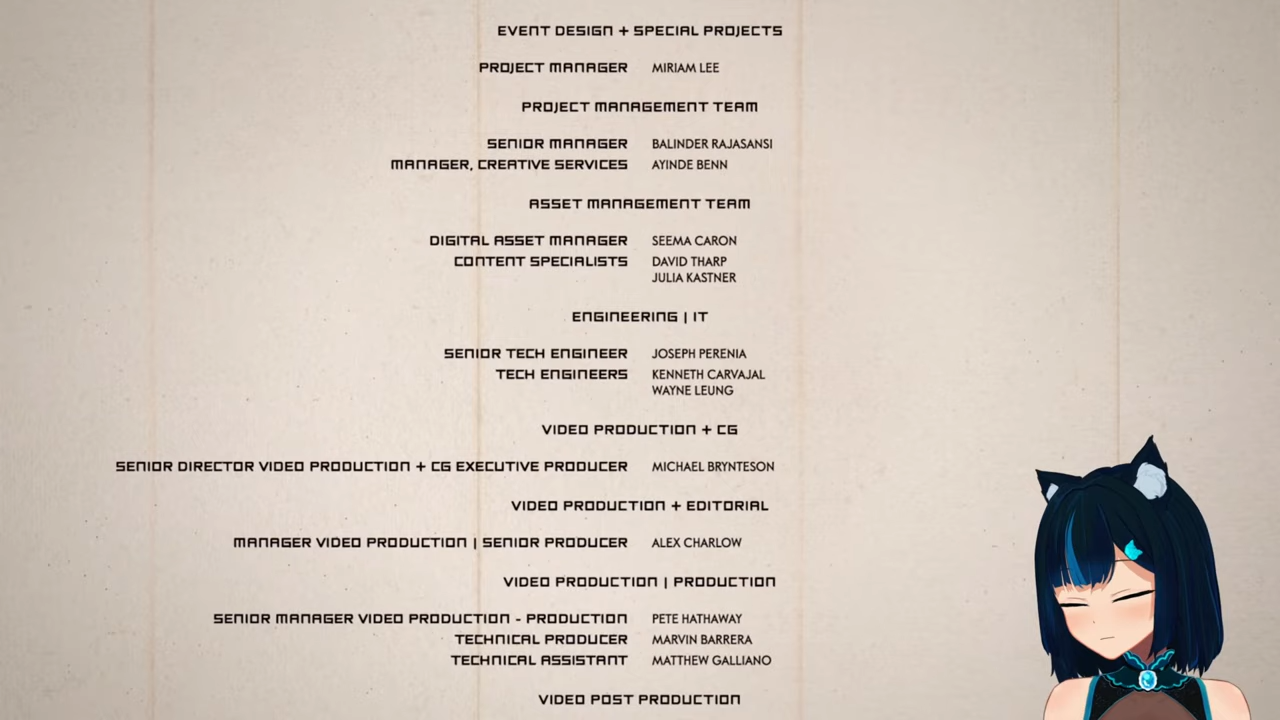 EVENT DESIGN + SPECIAL PROJECTS
PROJECT MANAGER MIRIAM LEE
PROJECT MANAGEMENT TEAM
SENIOR MANAGER BALINDER RAJASANSI
MANAGER, CREATIVE SERVICES AYINDE BENN
ASSET MANAGEMENT TEAM
DIGITAL ASSET MANAGER SEEMA CARON
CONTENT SPECIALISTS DAVID THARP
JULIA KASTNER
ENGINEERING | IT
SENIOR TECH ENGINEER JOSEPH PERENIA
TECH ENGINEERS KENNETH CARVAJAL
WAYNE LEUNG
VIDEO PRODUCTION + CG
SENIOR DIRECTOR VIDEO PRODUCTION + CG EXECUTIVE PRODUCER MICHAEL BRYNTESON
VIDEO PRODUCTION + EDITORIAL
MANAGER VIDEO PRODUCTION | SENIOR PRODUCER ALEX CHARLOW
VIDEO PRODUCTION | PRODUCTION
SENIOR MANAGER VIDEO PRODUCTION - PRODUCTION PETE HATHAWAY
TECHNICAL PRODUCER MARVIN BARRERA
TECHNICAL ASSISTANT MATTHEW GALLIANO
VIDEO POST PRODUCTION